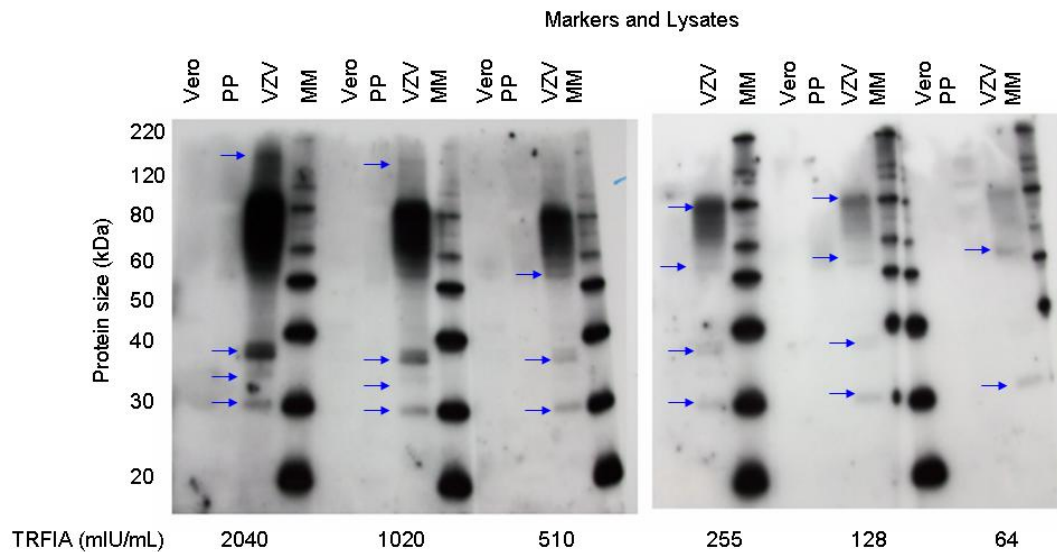 Markers and Lysates
Vero PP VZV MM Vero PP VZV MM Vero PP VZV MM VZV MM Vero PP VZV MM Vero PP VZV MM
Protein size (kDa)
220
120
80
60
50
40
30
20
TRFIA (mIU/mL) 2040 1020 510 255 128 64